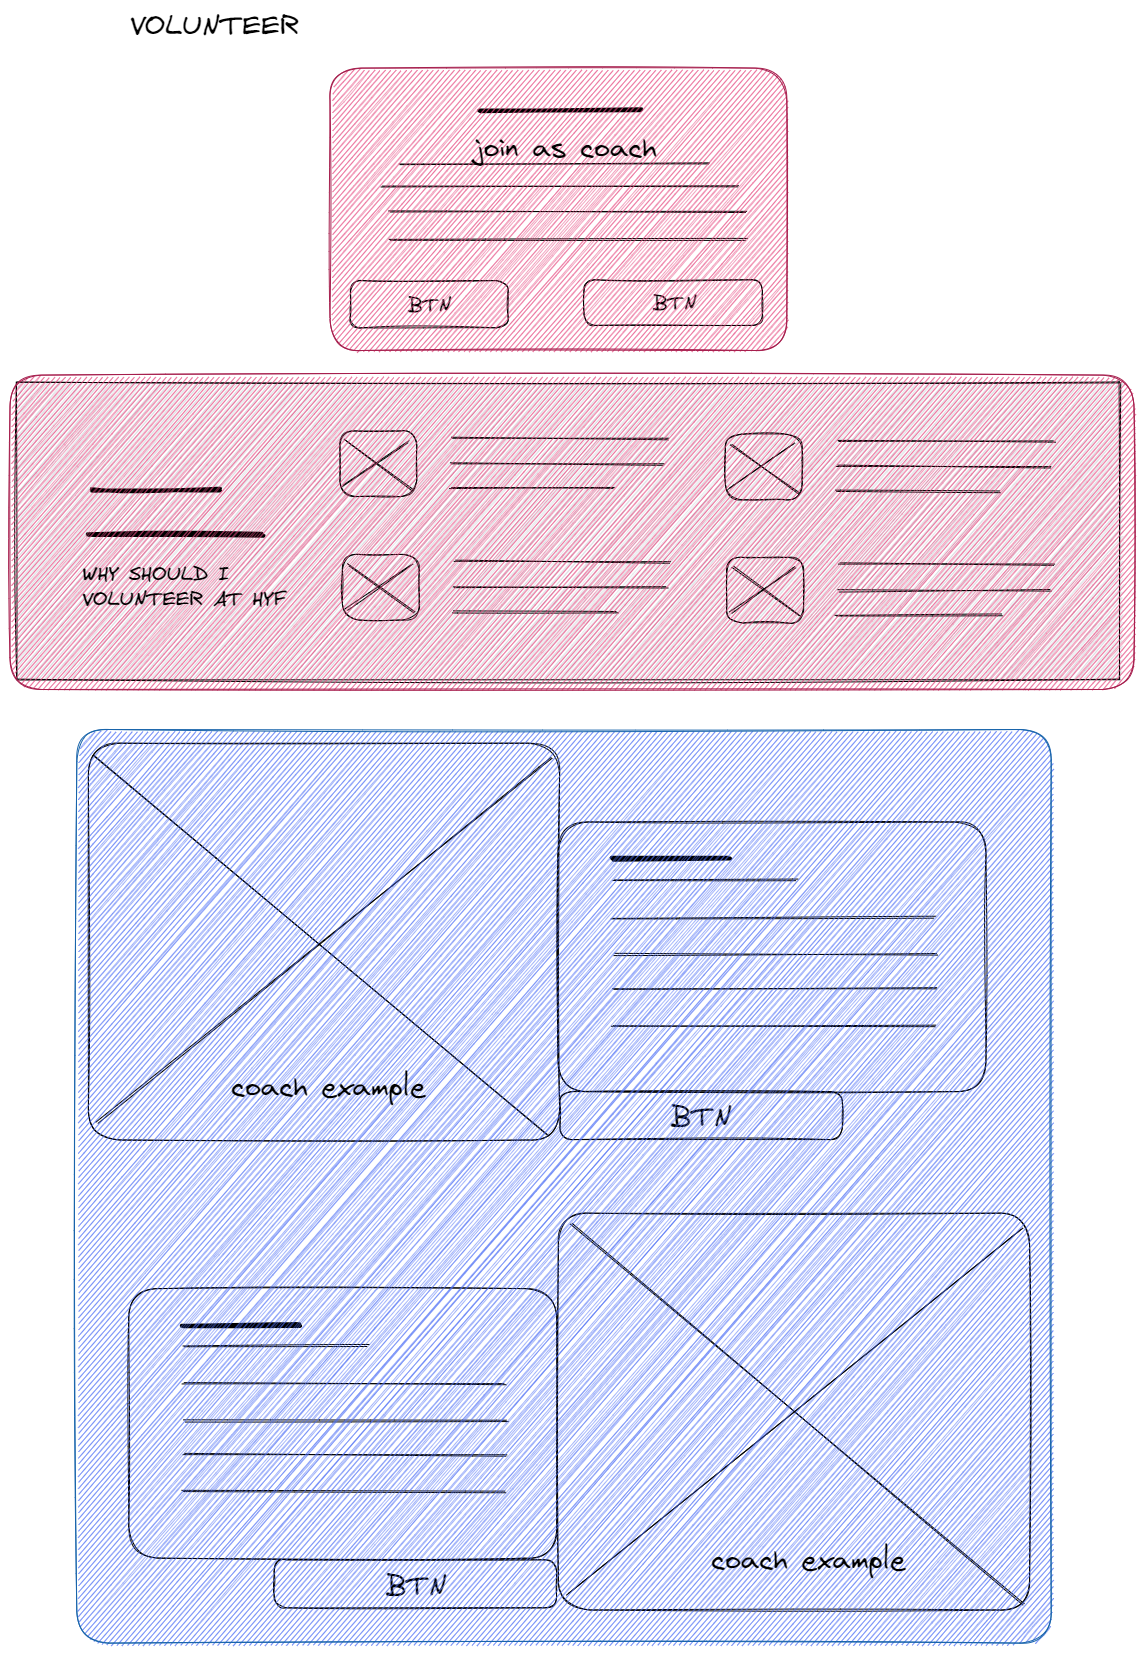 VOLUNTEER
join as coach
BTN
BTN
WHY SHOULD I
VOLUNTEER AT HYF
coach example
BTN
coach example
BTN